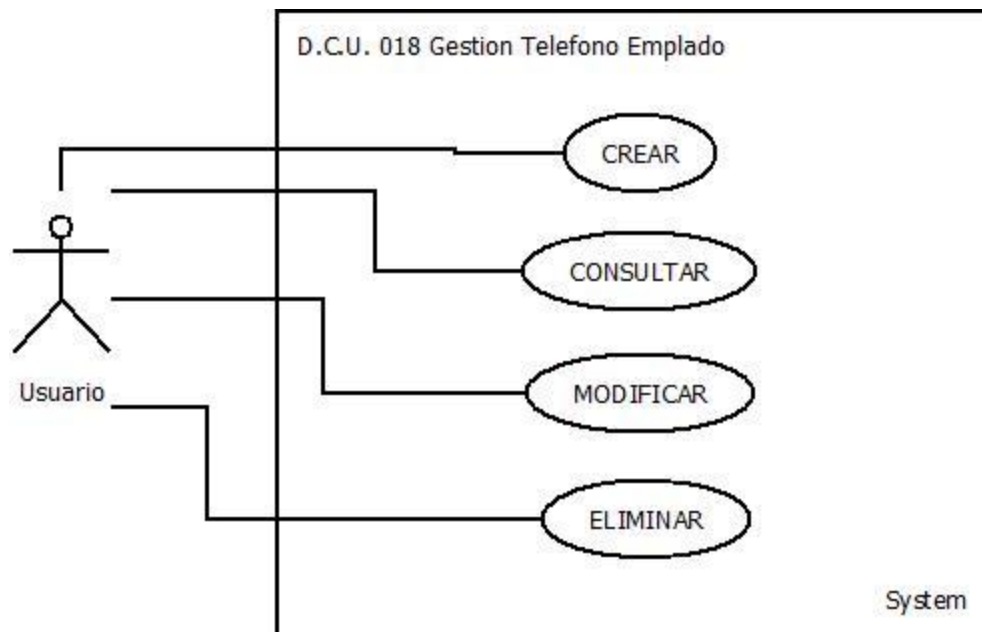 D.C.U. 018 Gestion Telefono Emplado
CREAR
CONSULTAR
MODIFICAR
Usuario
ELIMINAR
System